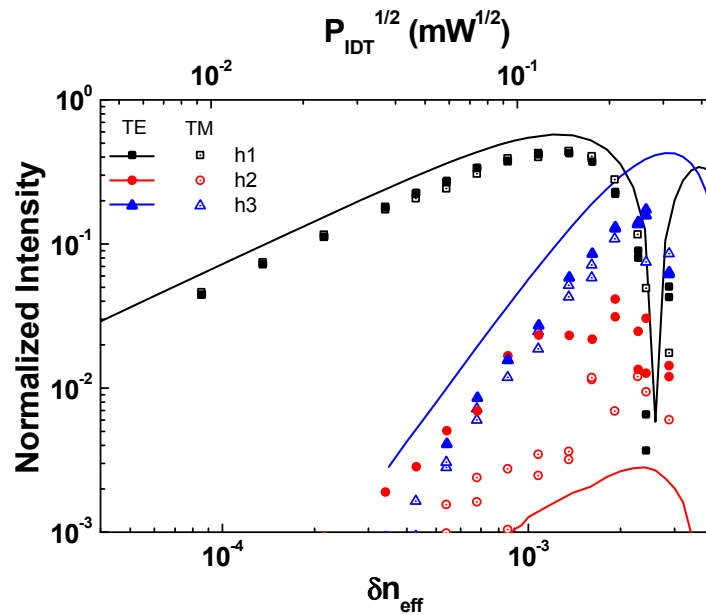 P_IDT^1/2 (mW^1/2)
10^-2 10^-1
10^0
TE TM
h1
h2
h3
10^-1
10^-2
10^-3
Normalized Intensity
10^-4 10^-3
δn_eff